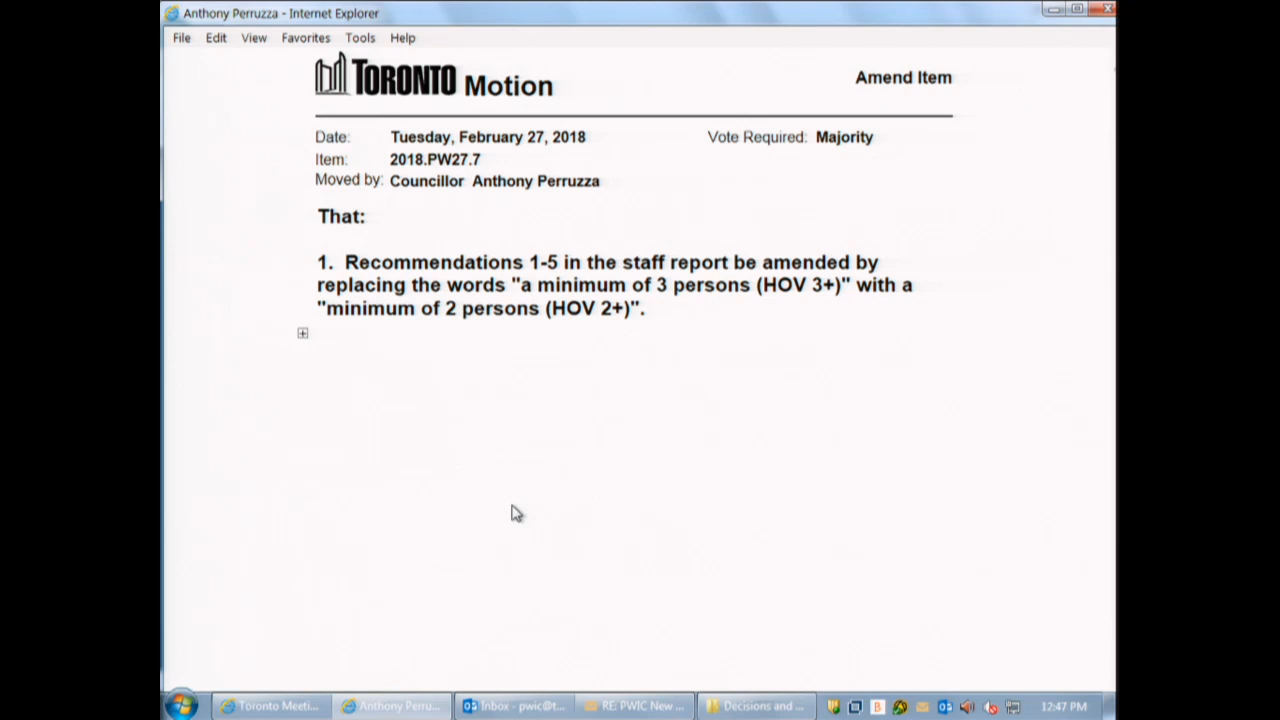 Anthony Perruzza - Internet Explorer
File Edit View Favorites Tools Help
TORONTO Motion
Amend Item
Date: Tuesday, February 27, 2018 Vote Required: Majority
Item: 2018.PW27.7
Moved by: Councillor Anthony Perruzza
That:
1. Recommendations 1-5 in the staff report be amended by
replacing the words "a minimum of 3 persons (HOV 3+)" with a
"minimum of 2 persons (HOV 2+)".
Toronto Meeti... Anthony Perru... Inbox - pwic@t... RE: PWIC New ... Decisions and ... 12:47 PM